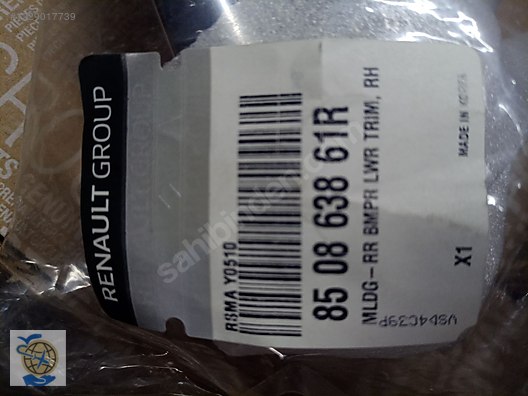 #1299017739
RENAULT GROUP
RSMA Y0510
85 08 638 61R
MLDG-RR BMPR LWR TRIM, RH
X1
MADE IN KOREA
sahibinden.com